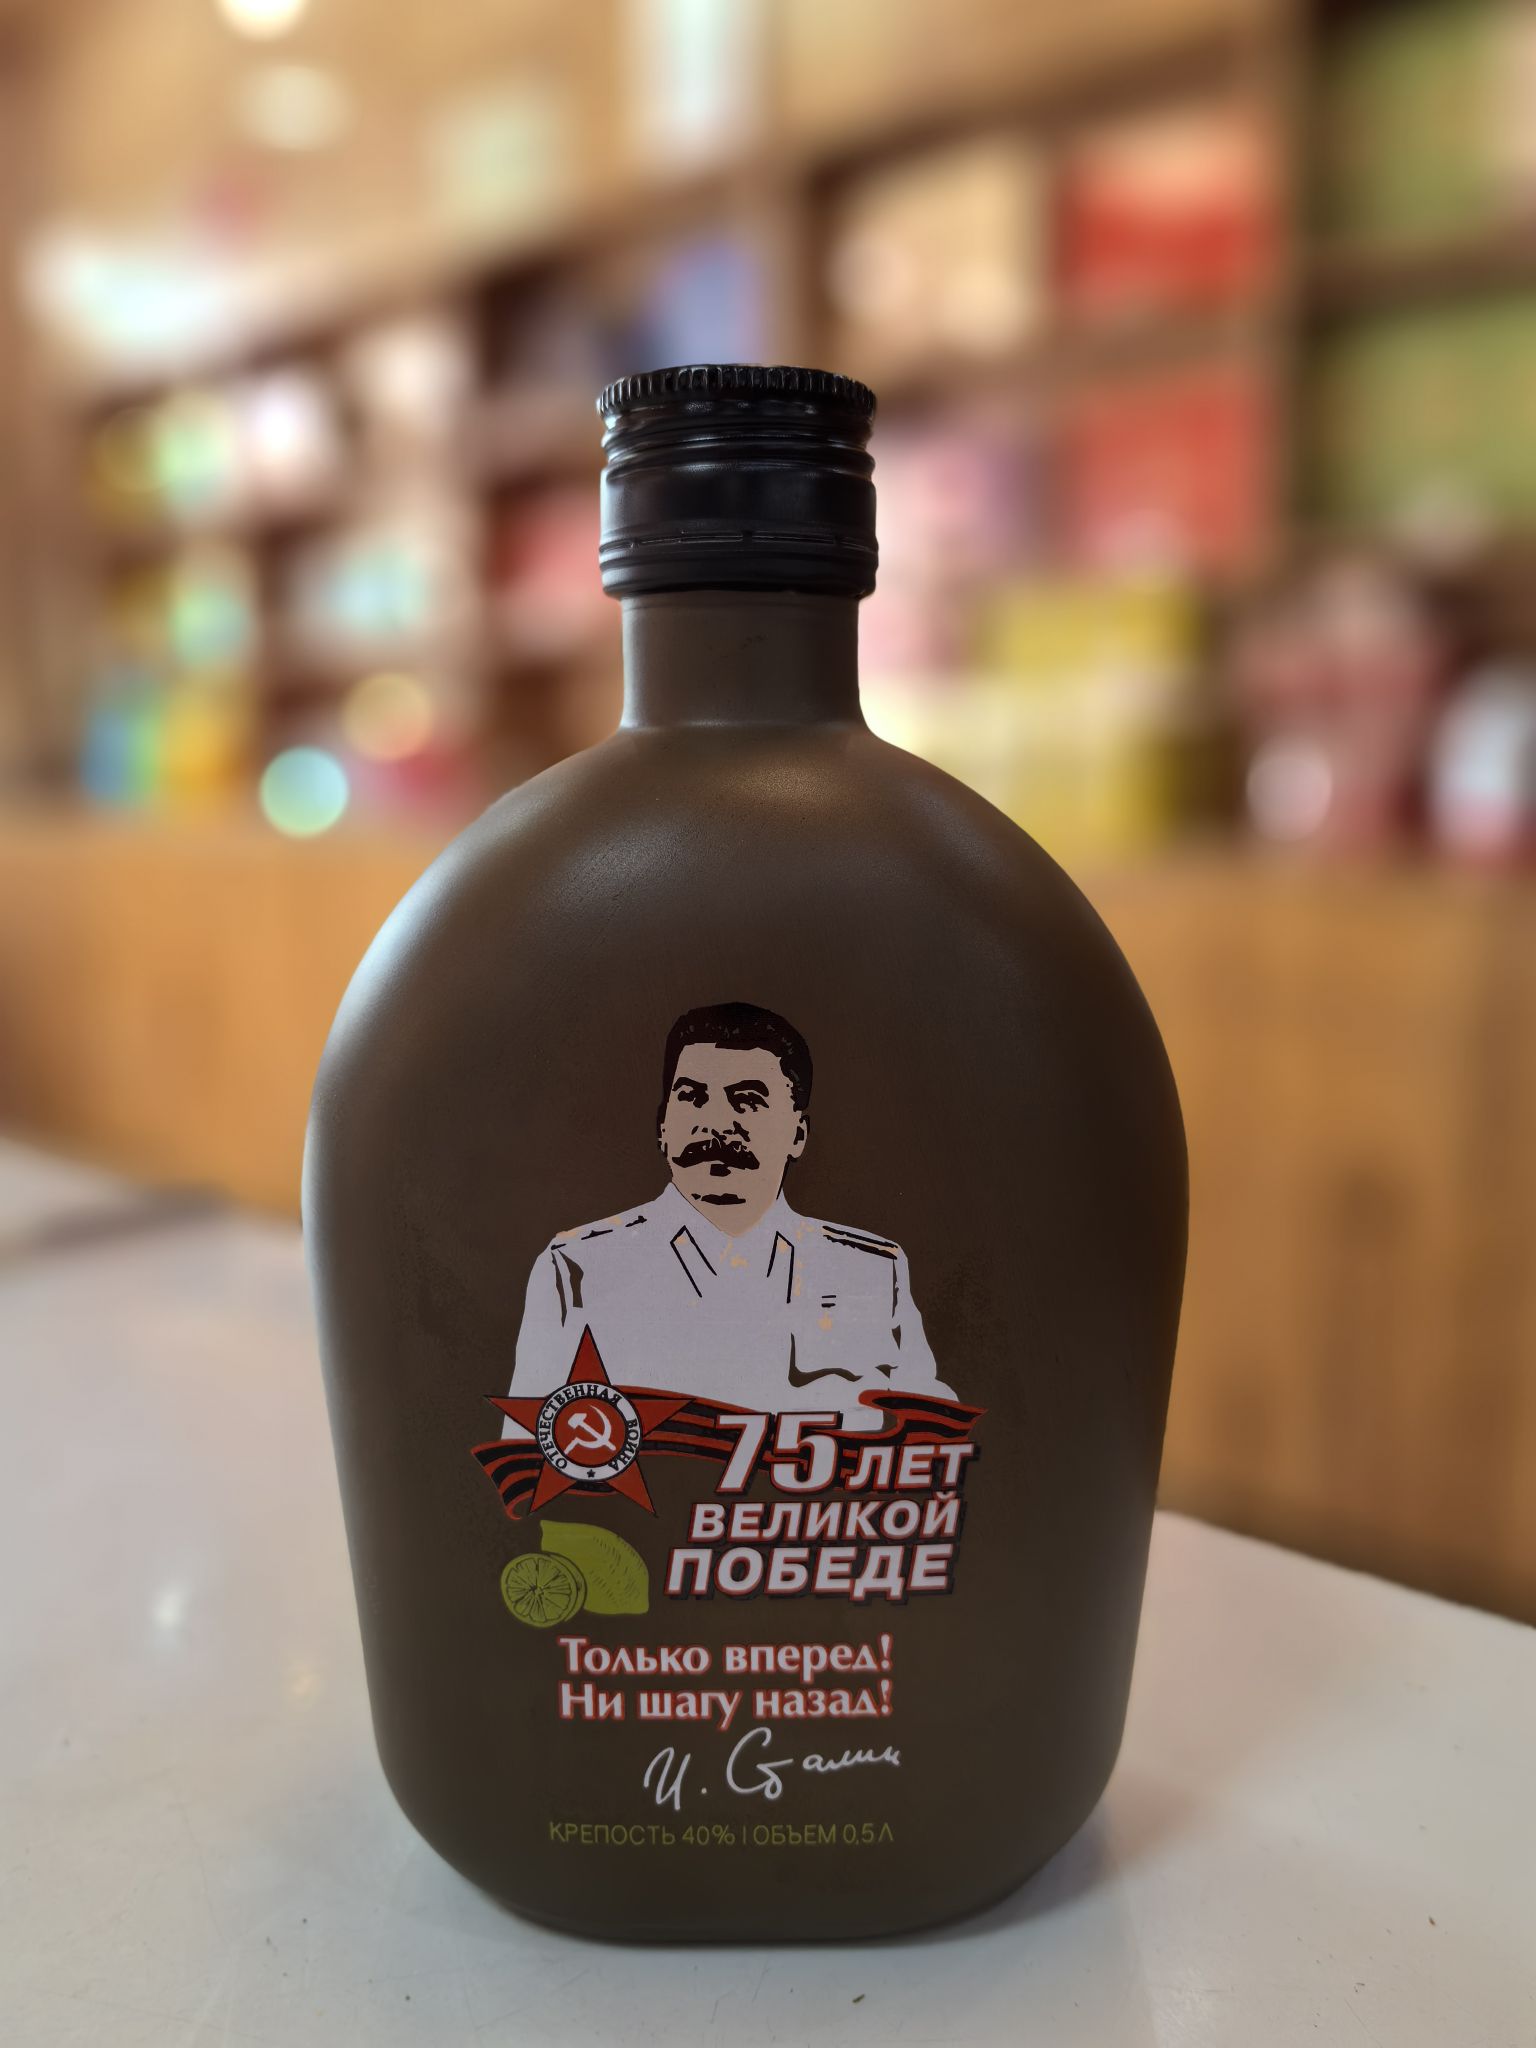 ОТЕЧЕСТВЕННАЯ ВОЙНА
75 ЛЕТ
ВЕЛИКОЙ
ПОБЕДЕ
Только вперед!
Ни шагу назад!
И. Сталин
КРЕПОСТЬ 40% | ОБЪЕМ 0,5 Л